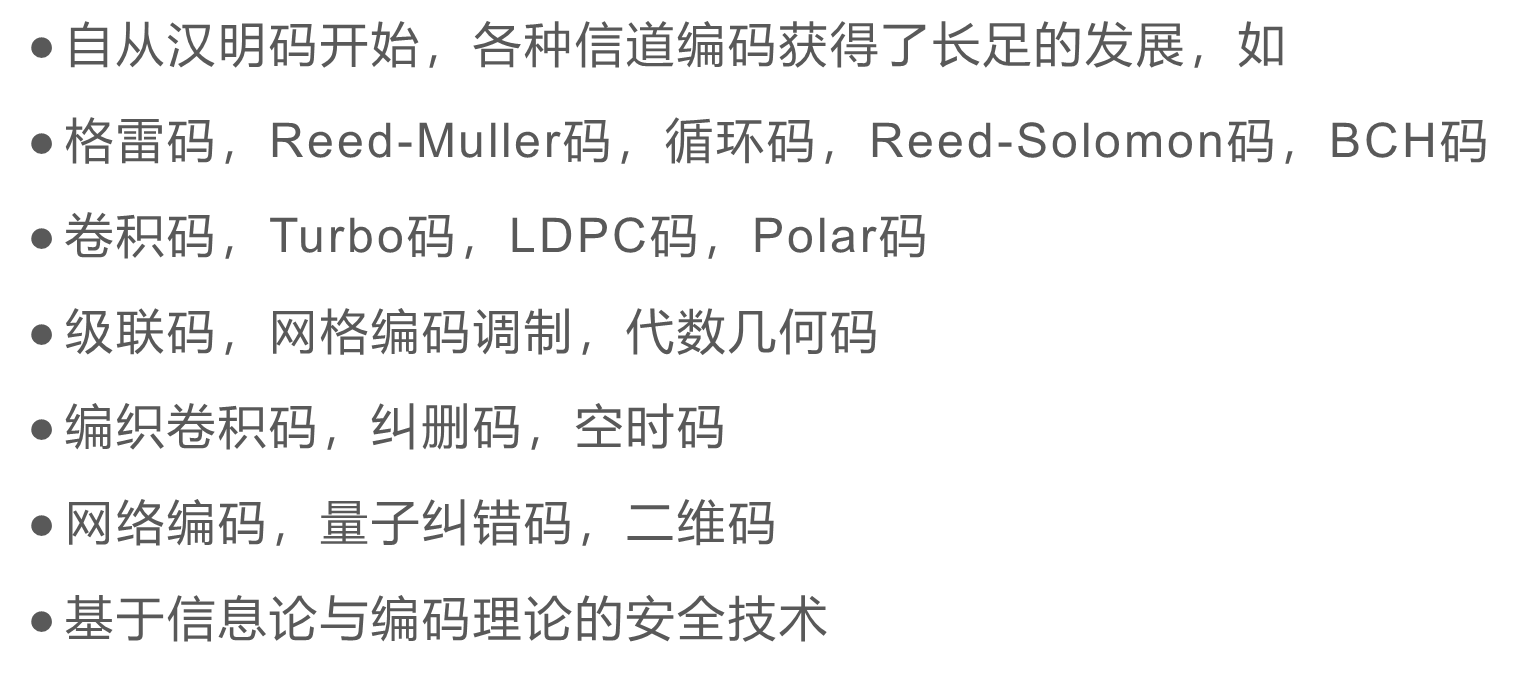 ●自从汉明码开始，各种信道编码获得了长足的发展，如
●格雷码，Reed-Muller码，循环码，Reed-Solomon码，BCH码
●卷积码，Turbo码，LDPC码，Polar码
●级联码，网格编码调制，代数几何码
●编织卷积码，纠删码，空时码
●网络编码，量子纠错码，二维码
●基于信息论与编码理论的安全技术